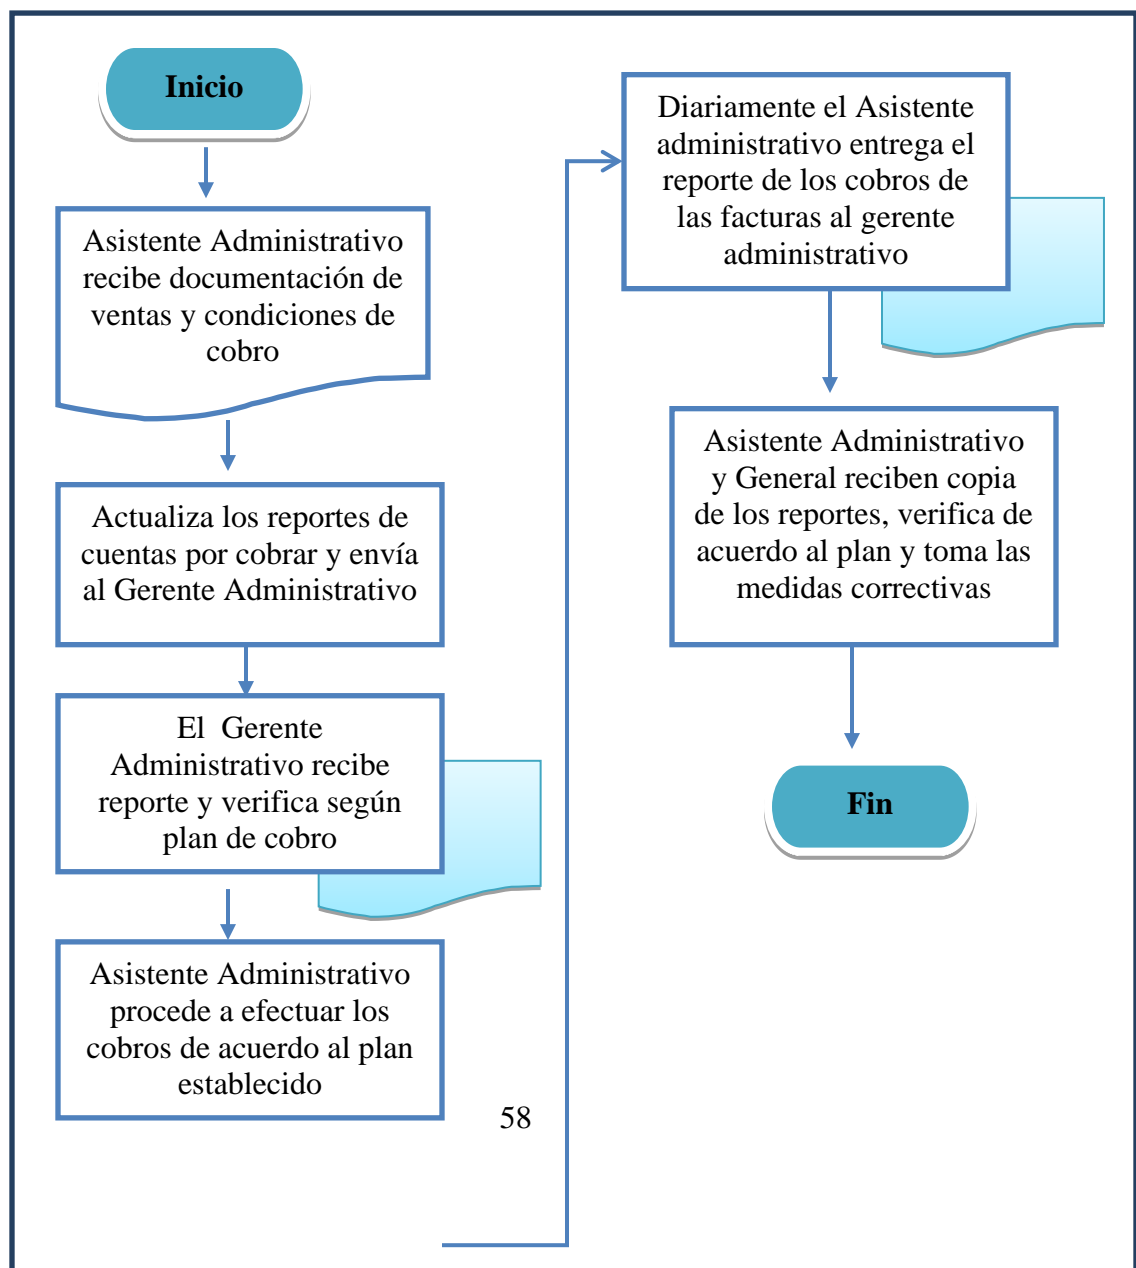 Inicio
Asistente Administrativo
recibe documentación de
ventas y condiciones de
cobro
Actualiza los reportes de
cuentas por cobrar y envía
al Gerente Administrativo
El Gerente
Administrativo recibe
reporte y verifica según
plan de cobro
Asistente Administrativo
procede a efectuar los
cobros de acuerdo al plan
establecido
58
Diariamente el Asistente
administrativo entrega el
reporte de los cobros de
las facturas al gerente
administrativo
Asistente Administrativo
y General reciben copia
de los reportes, verifica de
acuerdo al plan y toma las
medidas correctivas
Fin